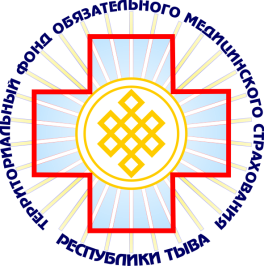 ТЕРРИТОРИАЛЬНЫЙ ФОНД ОБЯЗАТЕЛЬНОГО МЕДИЦИНСКОГО СТРАХОВАНИЯ
РЕСПУБЛИКИ ТЫВА